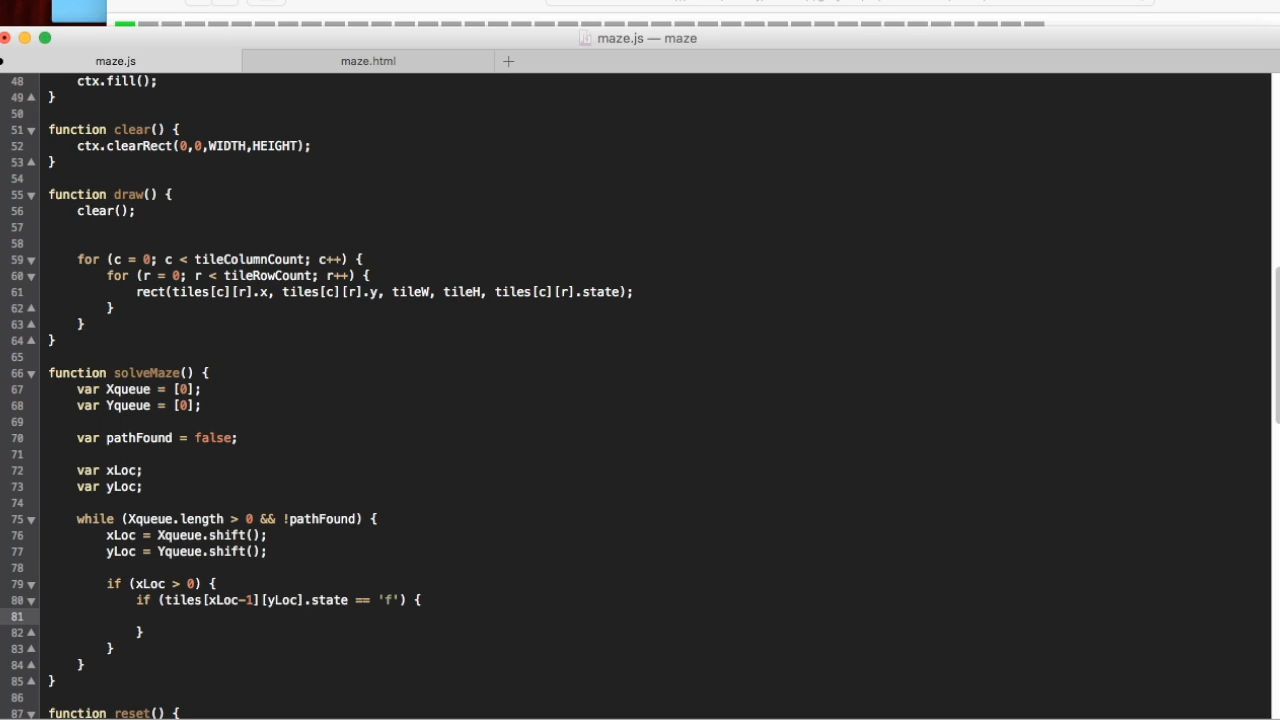 maze.js — maze
maze.js
maze.html
+
48 ctx.fill();
49 }
50
51 function clear() {
52 ctx.clearRect(0,0,WIDTH,HEIGHT);
53 }
54
55 function draw() {
56 clear();
57
58
59 for (c = 0; c < tileColumnCount; c++) {
60 for (r = 0; r < tileRowCount; r++) {
61 rect(tiles[c][r].x, tiles[c][r].y, tileW, tileH, tiles[c][r].state);
62 }
63 }
64 }
65
66 function solveMaze() {
67 var Xqueue = [0];
68 var Yqueue = [0];
69
70 var pathFound = false;
71
72 var xLoc;
73 var yLoc;
74
75 while (Xqueue.length > 0 && !pathFound) {
76 xLoc = Xqueue.shift();
77 yLoc = Yqueue.shift();
78
79 if (xLoc > 0) {
80 if (tiles[xLoc-1][yLoc].state == 'f') {
81
82 }
83 }
84 }
85 }
86
87 function reset() {